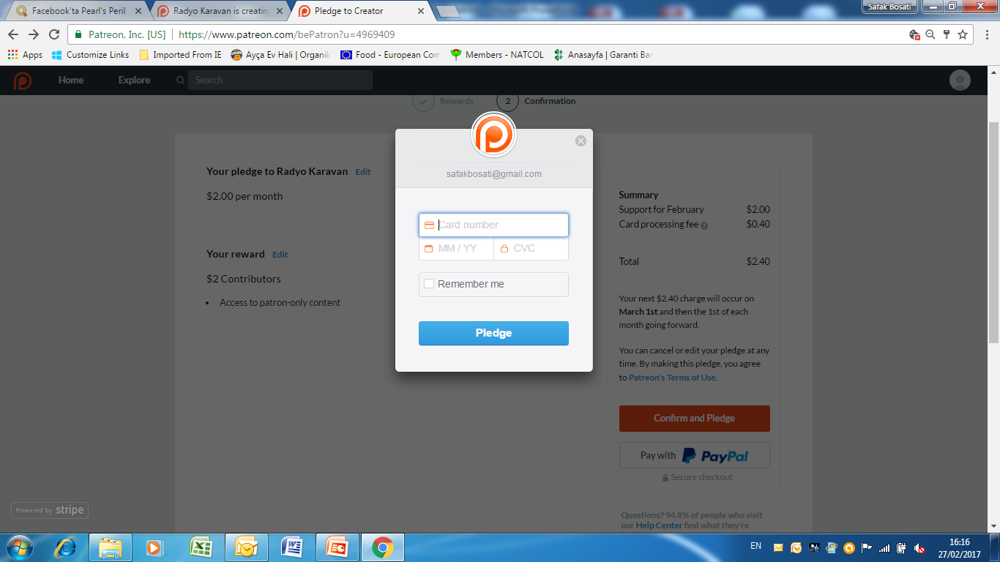 Facebook'ta Pearl's Peril
Radyo Karavan is creatin
Pledge to Creator
Safak Bosati
Patreon, Inc. [US]
https://www.patreon.com/bePatron?u=4969409
Apps
Customize Links
Imported From IE
Ayça Ev Hali | Organik
Food - European Com
Members - NATCOL
Anasayfa | Garanti Ban
Home
Explore
Search
Rewards
2
Confirmation
safakbosati@gmail.com
Card number
MM / YY
CVC
Remember me
Pledge
Your pledge to Radyo Karavan Edit
$2.00 per month
Your reward Edit
$2 Contributors
• Access to patron-only content
Summary
Support for February $2.00
Card processing fee ? $0.40
Total $2.40
Your next $2.40 charge will occur on
March 1st and then the 1st of each
month going forward.
You can cancel or edit your pledge at any
time. By making this pledge, you agree
to Patreon's Terms of Use.
Confirm and Pledge
Pay with PayPal
Secure checkout
Questions? 94.8% of people who visit
our Help Center find what they're
Powered by stripe
EN
16:16
27/02/2017